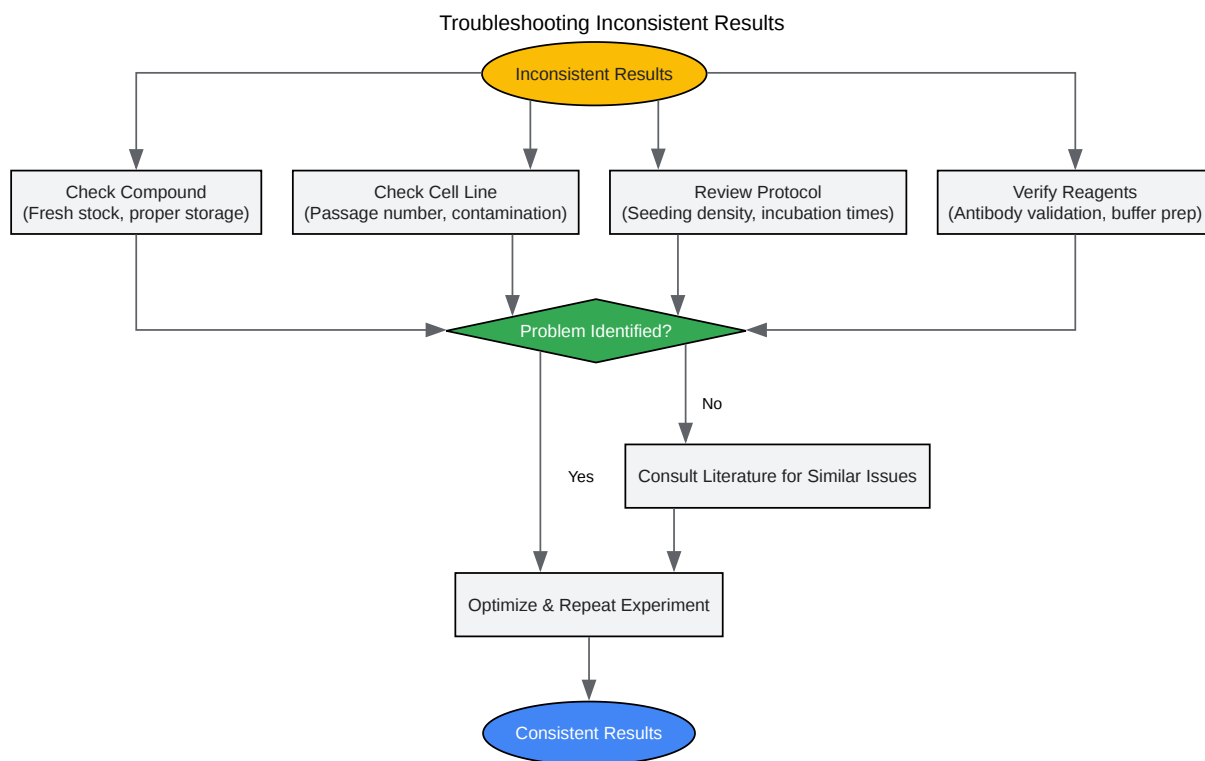 Troubleshooting Inconsistent Results
Inconsistent Results
Check Compound
(Fresh stock, proper storage)
Check Cell Line
(Passage number, contamination)
Review Protocol
(Seeding density, incubation times)
Verify Reagents
(Antibody validation, buffer prep)
Problem Identified?
No
Yes
Consult Literature for Similar Issues
Optimize & Repeat Experiment
Consistent Results